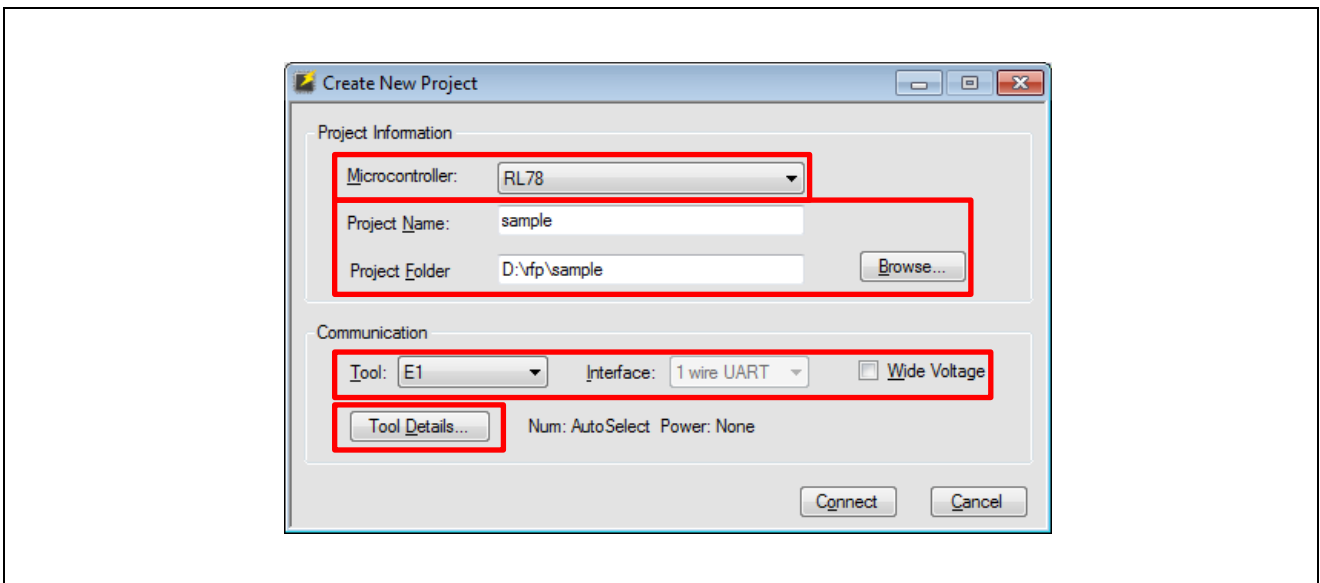 Create New Project
Project Information
Microcontroller: RL78
Project Name: sample
Project Folder D:\rfp\sample Browse...
Communication
Tool: E1 Interface: 1 wire UART Wide Voltage
Tool Details... Num: AutoSelect Power: None
Connect Cancel